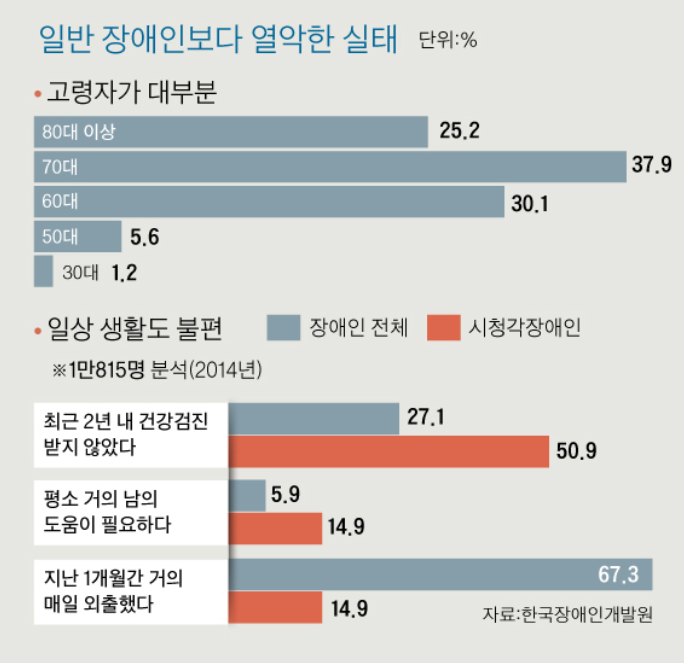 일반 장애인보다 열악한 실태 단위:%
• 고령자가 대부분
80대 이상 25.2
70대 37.9
60대 30.1
50대 5.6
30대 1.2
• 일상 생활도 불편 장애인 전체 시청각장애인
※1만815명 분석(2014년)
최근 2년 내 건강검진
받지 않았다
27.1
50.9
평소 거의 남의
도움이 필요하다
5.9
14.9
지난 1개월간 거의
매일 외출했다
67.3
14.9
자료:한국장애인개발원